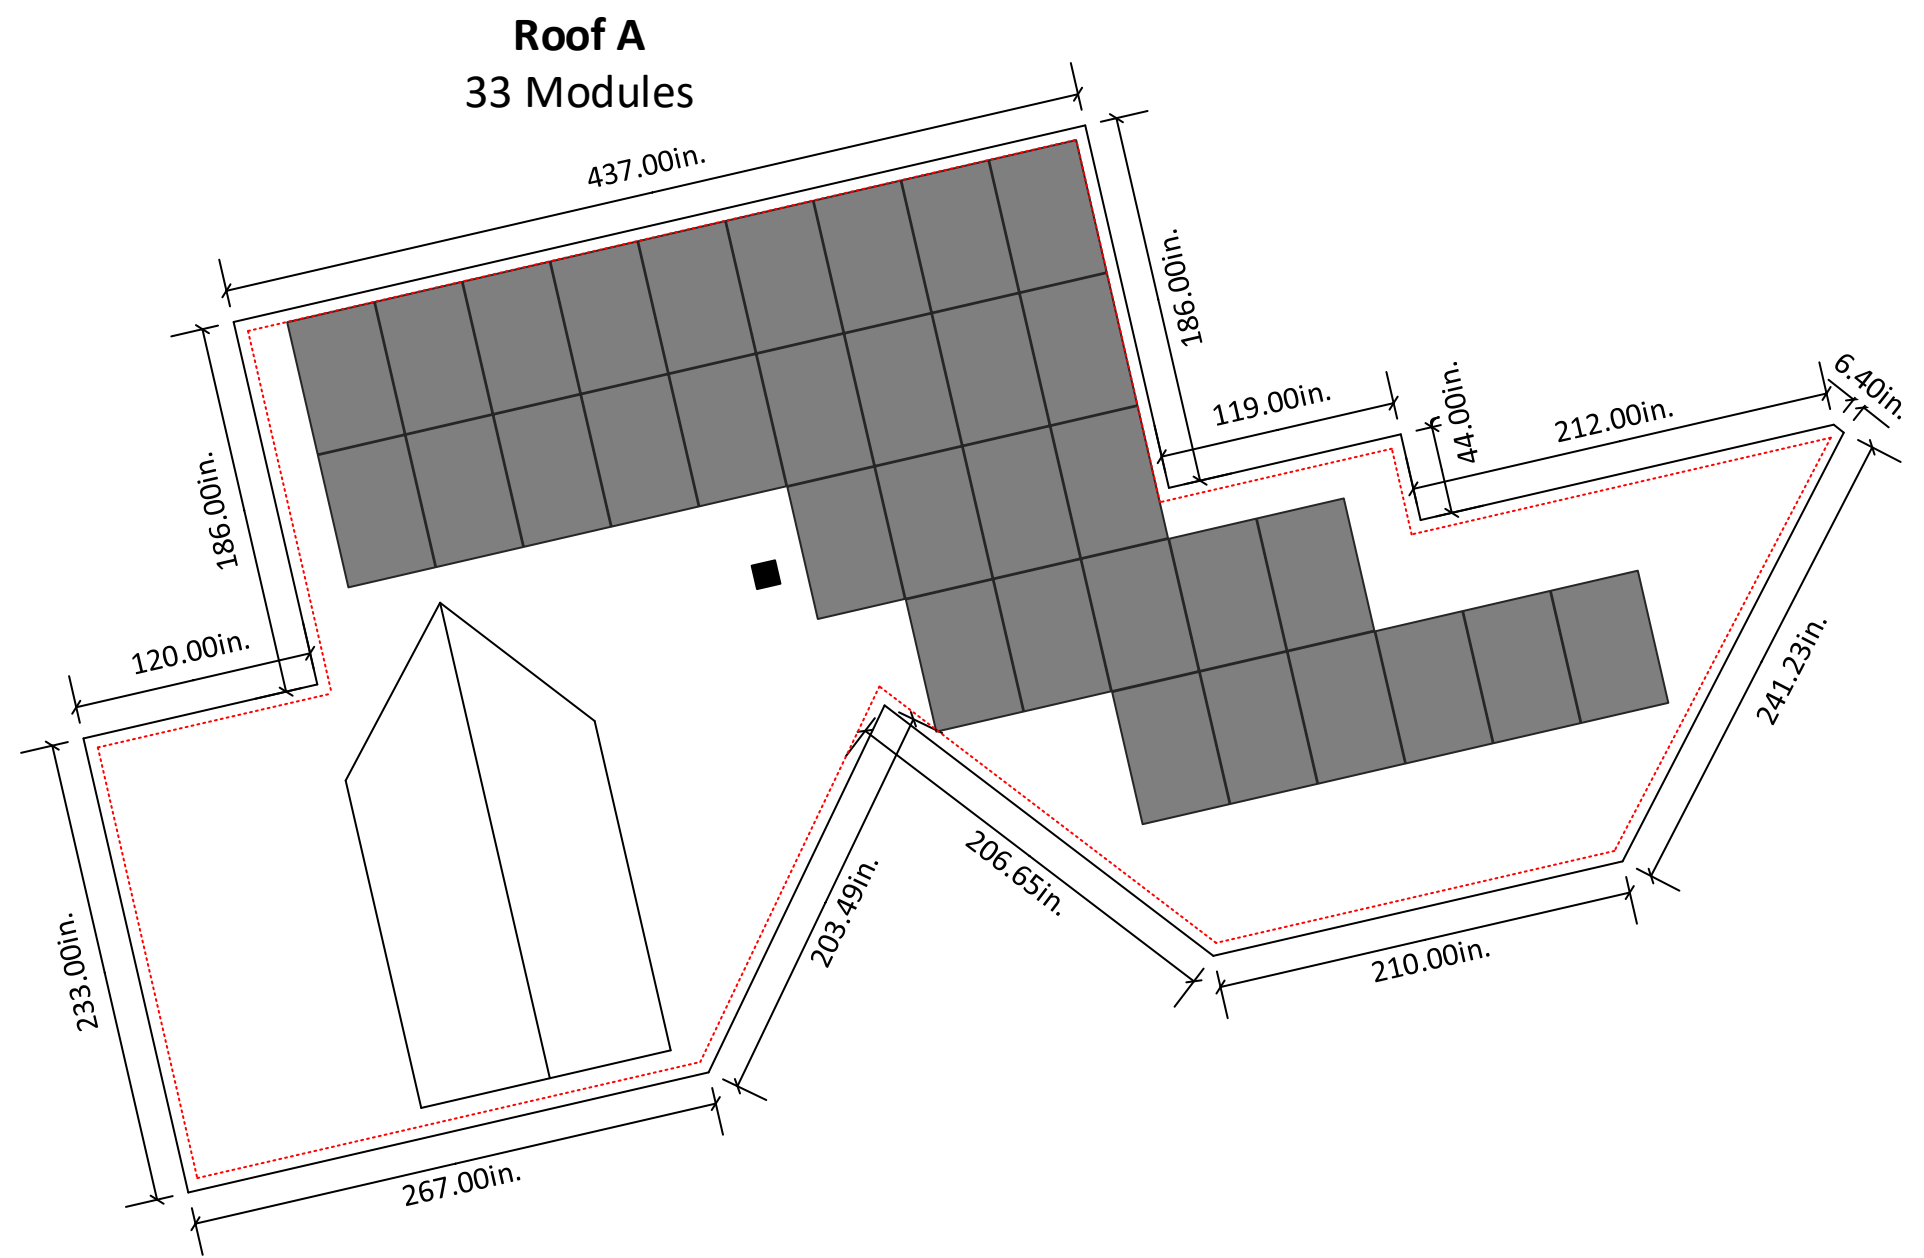 Roof A
33 Modules
437.00in.
186.00in.
119.00in.
44.00in.
212.00in.
6.40in.
186.00in.
120.00in.
241.23in.
233.00in.
203.49in.
206.65in.
210.00in.
267.00in.